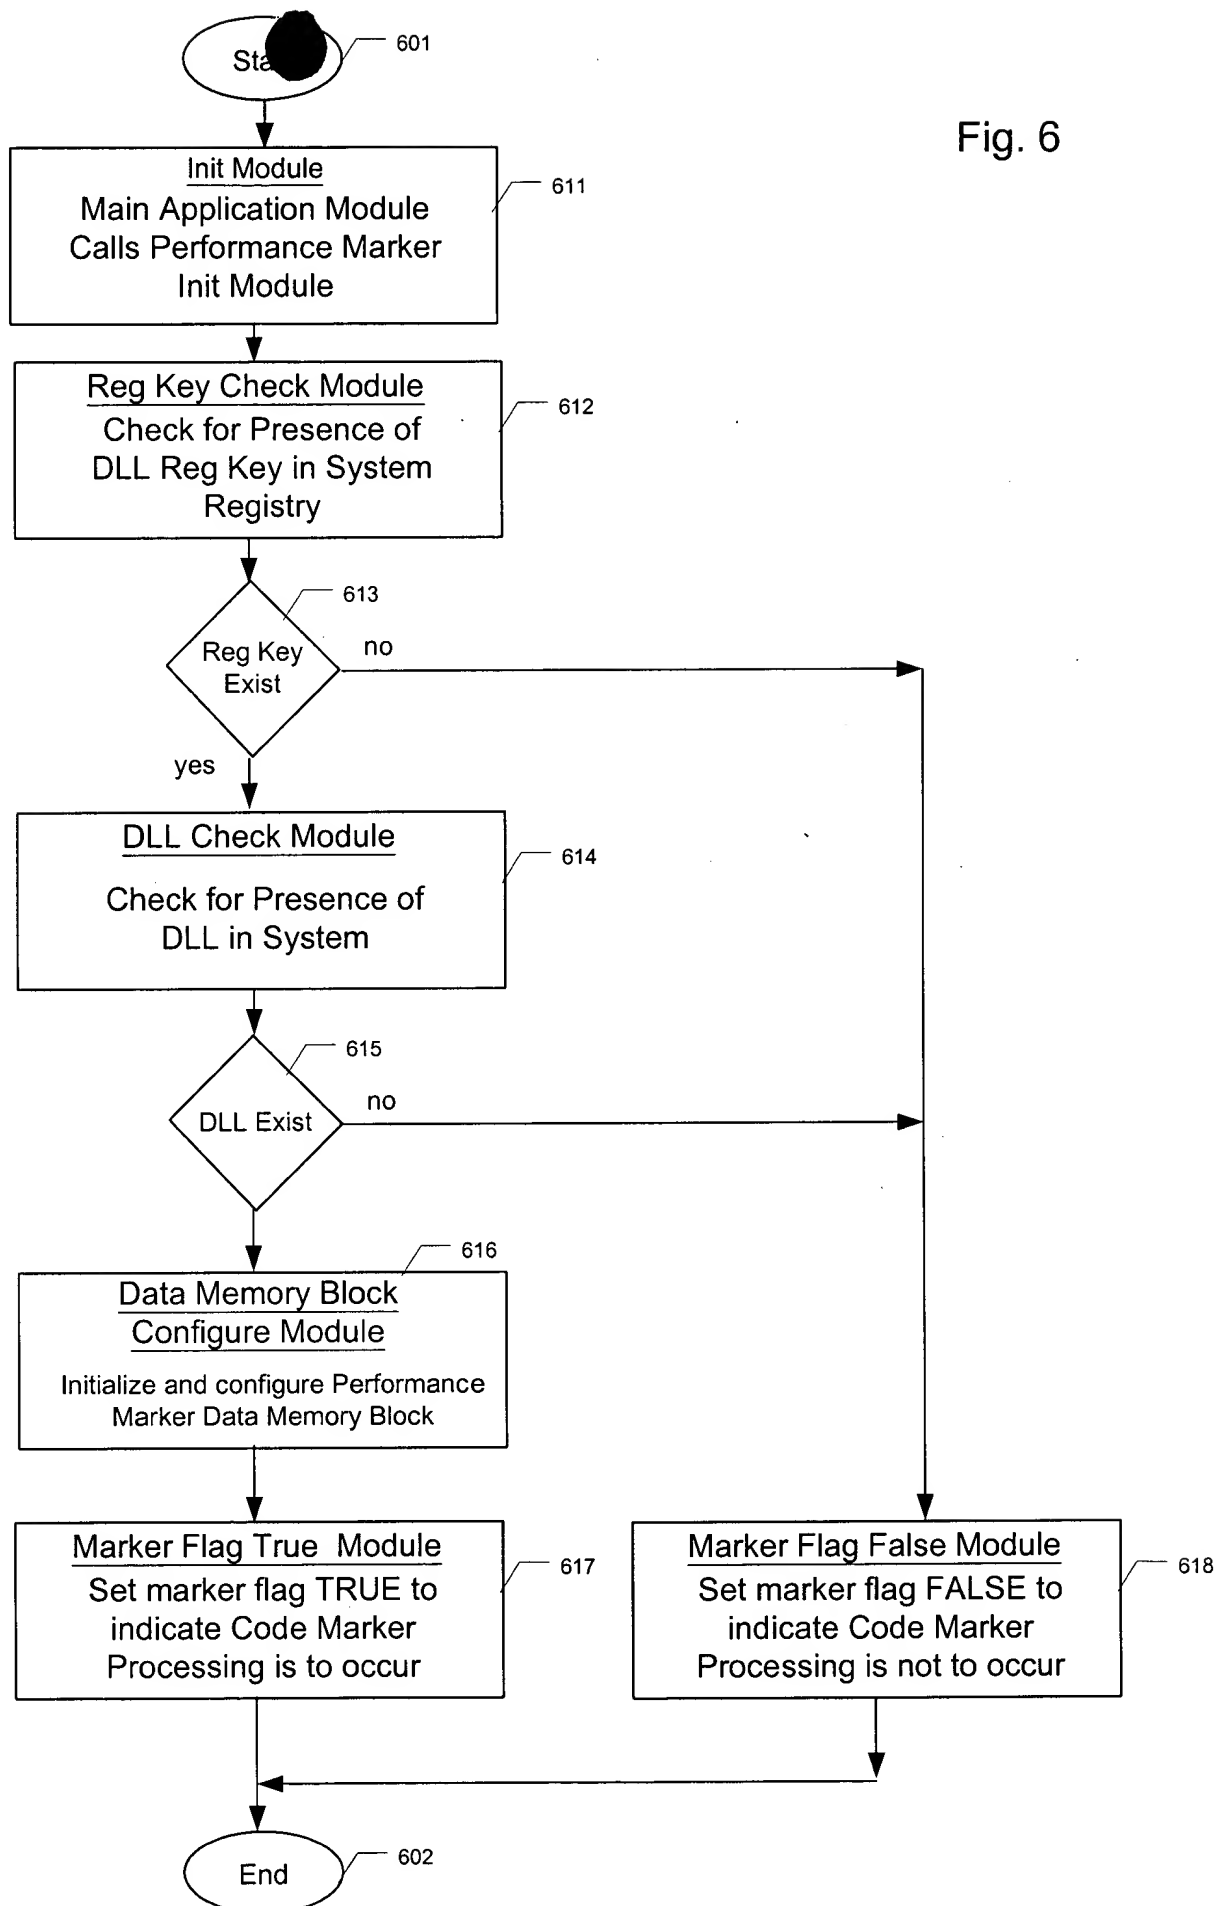 601
Fig. 6
Init Module
Main Application Module
Calls Performance Marker
Init Module
611
Reg Key Check Module
Check for Presence of
DLL Reg Key in System
Registry
612
613
Reg Key
Exist
no
yes
DLL Check Module
Check for Presence of
DLL in System
614
615
DLL Exist
no
616
Data Memory Block
Configure Module
Initialize and configure Performance
Marker Data Memory Block
Marker Flag True Module
Set marker flag TRUE to
indicate Code Marker
Processing is to occur
617
Marker Flag False Module
Set marker flag FALSE to
indicate Code Marker
Processing is not to occur
618
End
602